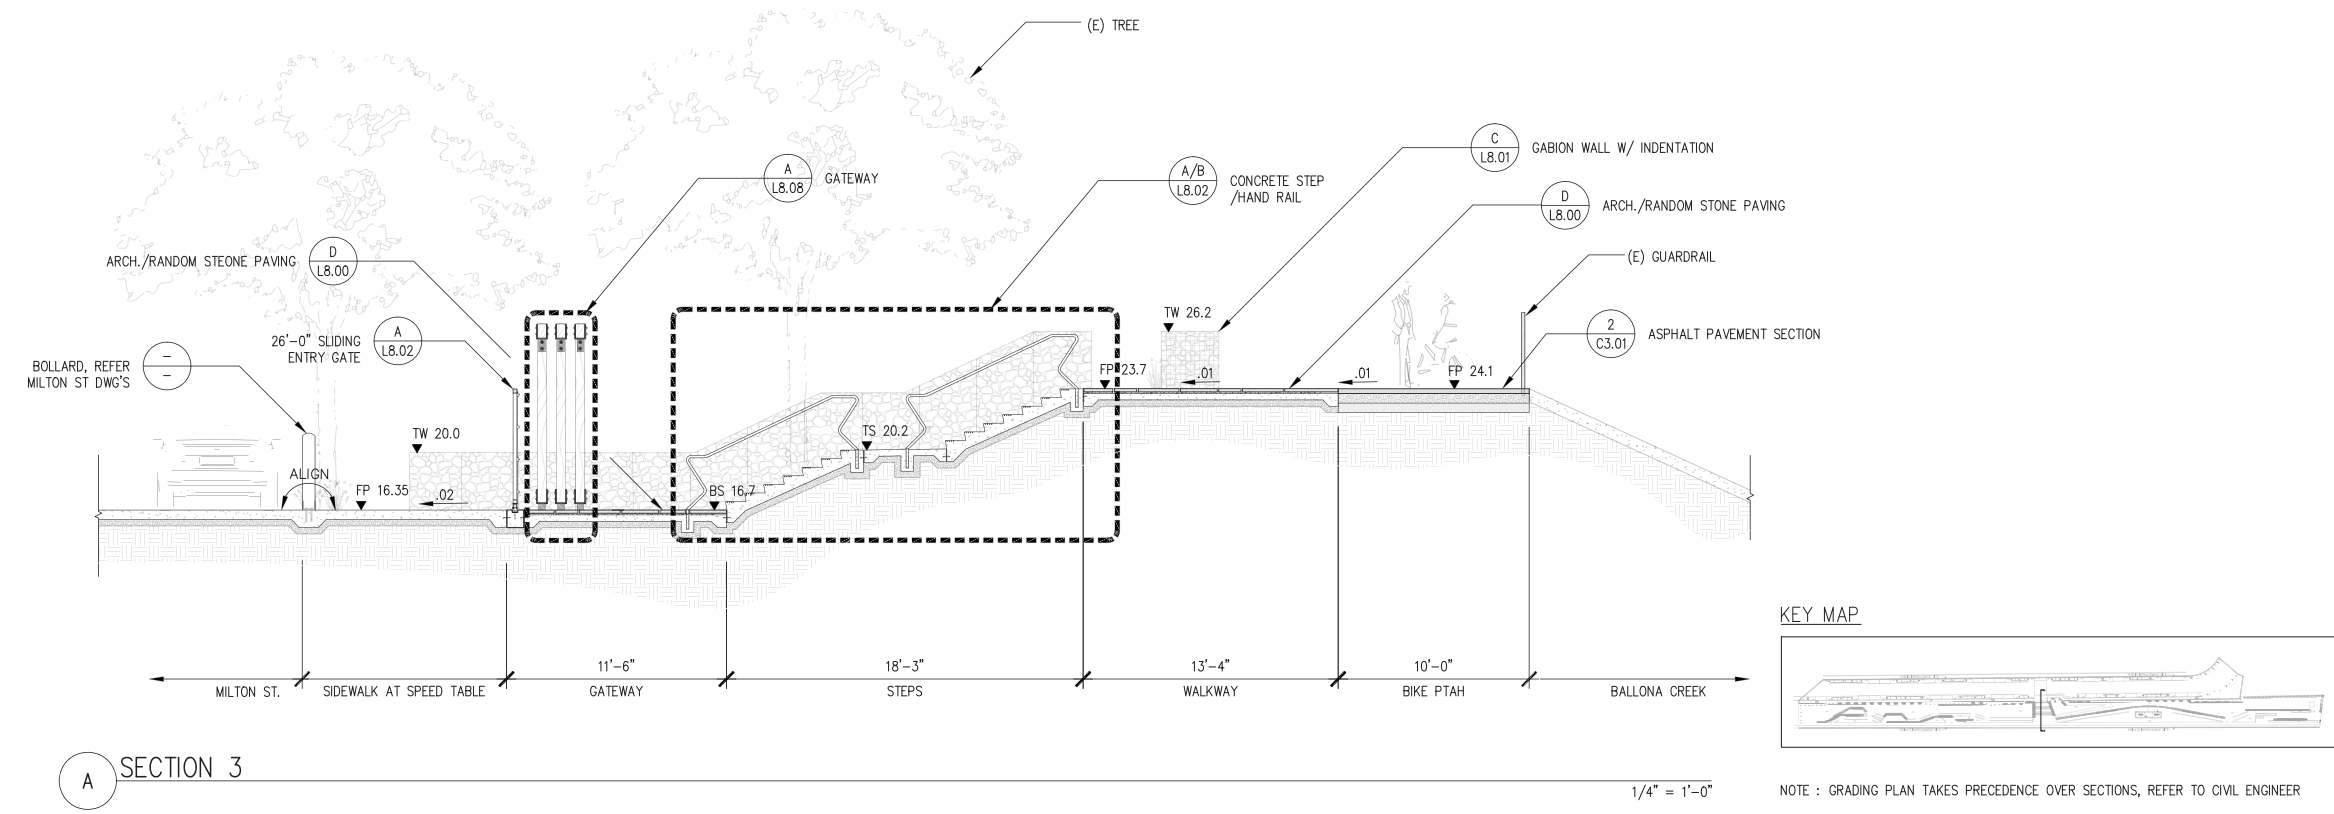 (E) TREE
C
L8.01
GABION WALL W/ INDENTATION
A
L8.08
GATEWAY
A/B
L8.02
CONCRETE STEP
/HAND RAIL
D
L8.00
ARCH./RANDOM STONE PAVING
ARCH./RANDOM STEONE PAVING
D
L8.00
(E) GUARDRAIL
TW 26.2
26'-0" SLIDING
ENTRY GATE
A
L8.02
2
C3.01
ASPHALT PAVEMENT SECTION
BOLLARD, REFER
MILTON ST DWG'S
–
–
FP 23.7
.01
.01
FP 24.1
TW 20.0
TS 20.2
ALIGN
FP 16.35
.02
BS 16.7
KEY MAP
11'-6"
18'-3"
13'-4"
10'-0"
MILTON ST.
SIDEWALK AT SPEED TABLE
GATEWAY
STEPS
WALKWAY
BIKE PTAH
BALLONA CREEK
A
SECTION 3
1/4" = 1'-0"
NOTE : GRADING PLAN TAKES PRECEDENCE OVER SECTIONS, REFER TO CIVIL ENGINEER